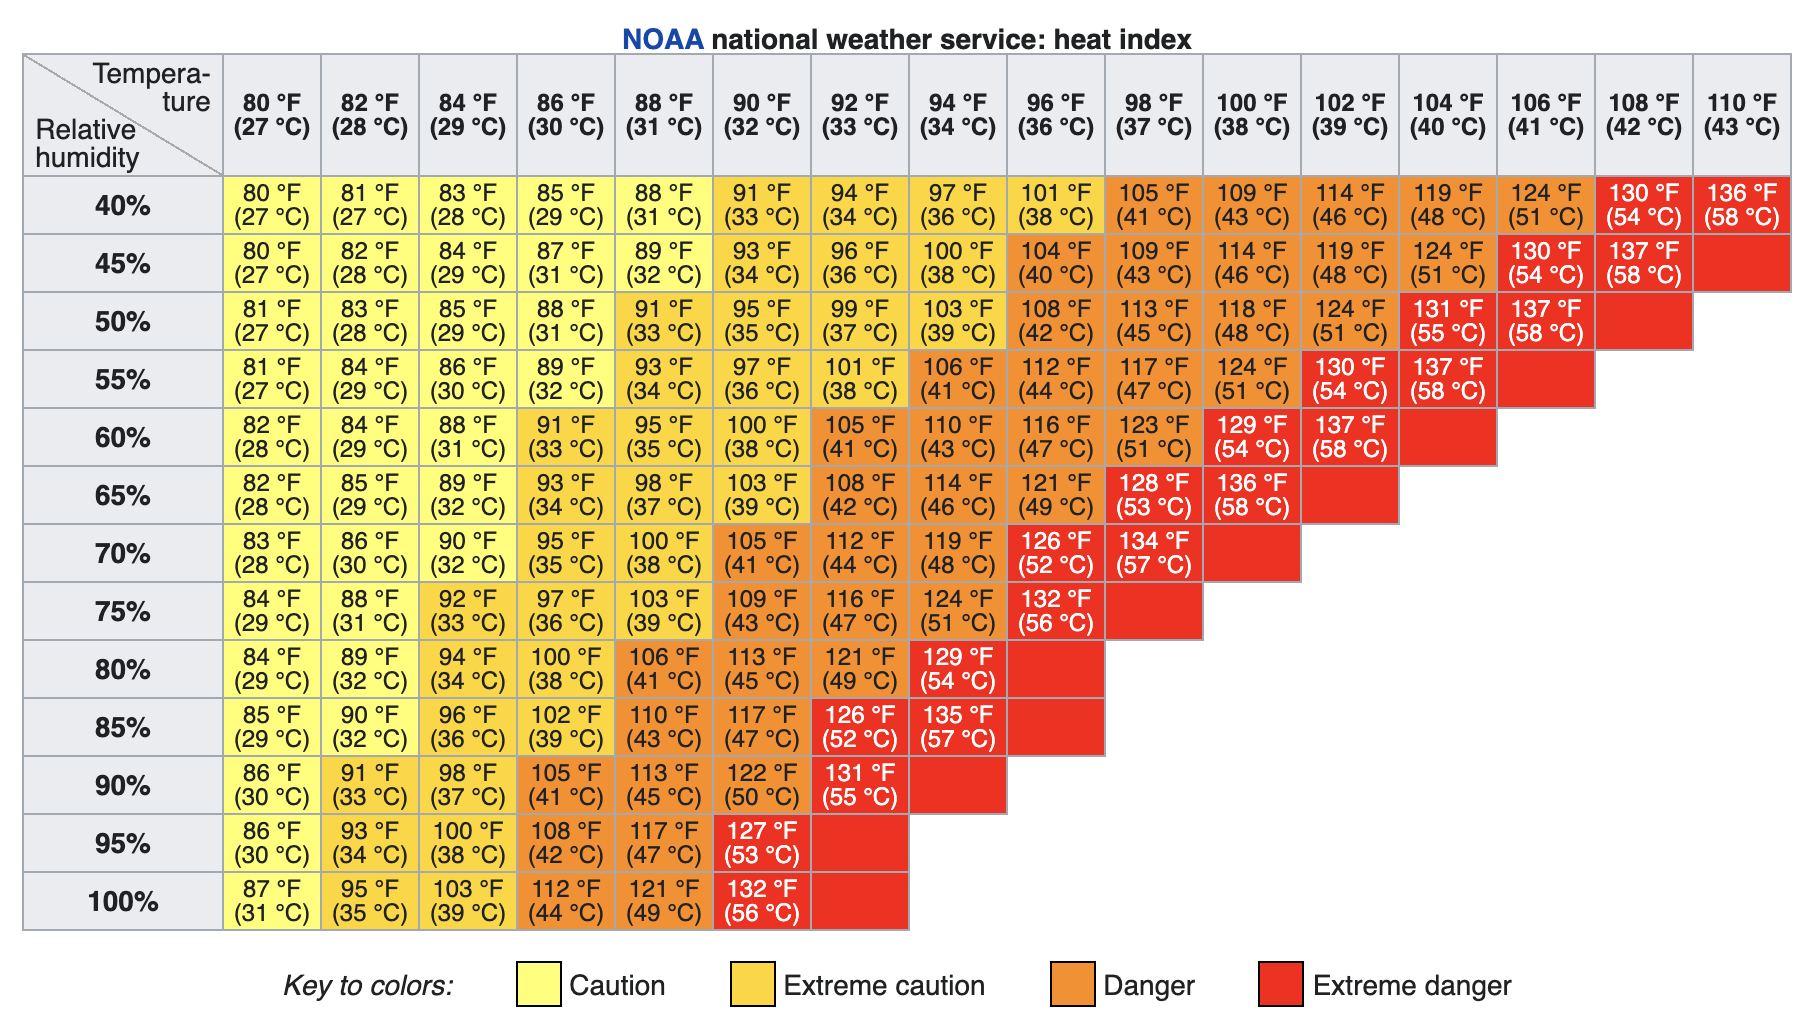 NOAA national weather service: heat index
Tempera-
ture
Relative
humidity
80 °F 82 °F 84 °F 86 °F 88 °F 90 °F 92 °F 94 °F 96 °F 98 °F 100 °F 102 °F 104 °F 106 °F 108 °F 110 °F
(27 °C) (28 °C) (29 °C) (30 °C) (31 °C) (32 °C) (33 °C) (34 °C) (36 °C) (37 °C) (38 °C) (39 °C) (40 °C) (41 °C) (42 °C) (43 °C)
40%
80 °F 81 °F 83 °F 85 °F 88 °F 91 °F 94 °F 97 °F 101 °F 105 °F 109 °F 114 °F 119 °F 124 °F 130 °F 136 °F
(27 °C) (27 °C) (28 °C) (29 °C) (31 °C) (33 °C) (34 °C) (36 °C) (38 °C) (41 °C) (43 °C) (46 °C) (48 °C) (51 °C) (54 °C) (58 °C)
45%
80 °F 82 °F 84 °F 87 °F 89 °F 93 °F 96 °F 100 °F 104 °F 109 °F 114 °F 119 °F 124 °F 130 °F 137 °F
(27 °C) (28 °C) (29 °C) (31 °C) (32 °C) (34 °C) (36 °C) (38 °C) (40 °C) (43 °C) (46 °C) (48 °C) (51 °C) (54 °C) (58 °C)
50%
81 °F 83 °F 85 °F 88 °F 91 °F 95 °F 99 °F 103 °F 108 °F 113 °F 118 °F 124 °F 131 °F 137 °F
(27 °C) (28 °C) (29 °C) (31 °C) (33 °C) (35 °C) (37 °C) (39 °C) (42 °C) (45 °C) (48 °C) (51 °C) (55 °C) (58 °C)
55%
81 °F 84 °F 86 °F 89 °F 93 °F 97 °F 101 °F 106 °F 112 °F 117 °F 124 °F 130 °F 137 °F
(27 °C) (29 °C) (30 °C) (32 °C) (34 °C) (36 °C) (38 °C) (41 °C) (44 °C) (47 °C) (51 °C) (54 °C) (58 °C)
60%
82 °F 84 °F 88 °F 91 °F 95 °F 100 °F 105 °F 110 °F 116 °F 123 °F 129 °F 137 °F
(28 °C) (29 °C) (31 °C) (33 °C) (35 °C) (38 °C) (41 °C) (43 °C) (47 °C) (51 °C) (54 °C) (58 °C)
65%
82 °F 85 °F 89 °F 93 °F 98 °F 103 °F 108 °F 114 °F 121 °F 128 °F 136 °F
(28 °C) (29 °C) (32 °C) (34 °C) (37 °C) (39 °C) (42 °C) (46 °C) (49 °C) (53 °C) (58 °C)
70%
83 °F 86 °F 90 °F 95 °F 100 °F 105 °F 112 °F 119 °F 126 °F 134 °F
(28 °C) (30 °C) (32 °C) (35 °C) (38 °C) (41 °C) (44 °C) (48 °C) (52 °C) (57 °C)
75%
84 °F 88 °F 92 °F 97 °F 103 °F 109 °F 116 °F 124 °F 132 °F
(29 °C) (31 °C) (33 °C) (36 °C) (39 °C) (43 °C) (47 °C) (51 °C) (56 °C)
80%
84 °F 89 °F 94 °F 100 °F 106 °F 113 °F 121 °F 129 °F
(29 °C) (32 °C) (34 °C) (38 °C) (41 °C) (45 °C) (49 °C) (54 °C)
85%
85 °F 90 °F 96 °F 102 °F 110 °F 117 °F 126 °F 135 °F
(29 °C) (32 °C) (36 °C) (39 °C) (43 °C) (47 °C) (52 °C) (57 °C)
90%
86 °F 91 °F 98 °F 105 °F 113 °F 122 °F 131 °F
(30 °C) (33 °C) (37 °C) (41 °C) (45 °C) (50 °C) (55 °C)
95%
86 °F 93 °F 100 °F 108 °F 117 °F 127 °F
(30 °C) (34 °C) (38 °C) (42 °C) (47 °C) (53 °C)
100%
87 °F 95 °F 103 °F 112 °F 121 °F 132 °F
(31 °C) (35 °C) (39 °C) (44 °C) (49 °C) (56 °C)
Key to colors: Caution Extreme caution Danger Extreme danger